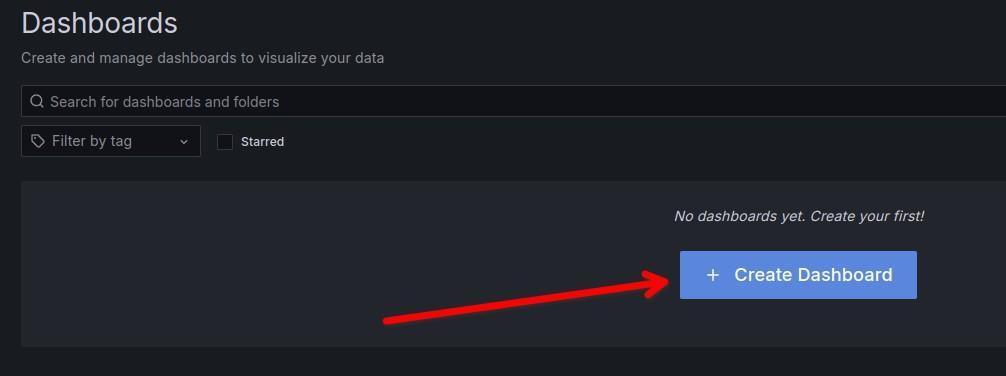 Dashboards
Create and manage dashboards to visualize your data
Search for dashboards and folders
Filter by tag
Starred
No dashboards yet. Create your first!
+ Create Dashboard